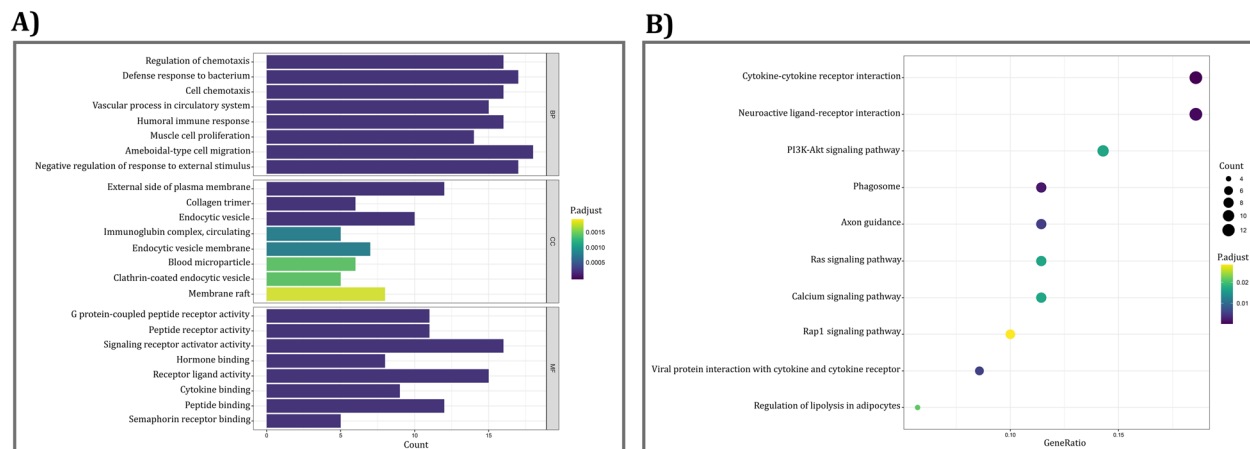 A)
Regulation of chemotaxis
Defense response to bacterium
Cell chemotaxis
Vascular process in circulatory system
Humoral immune response
Muscle cell proliferation
Ameboidal-type cell migration
Negative regulation of response to external stimulus
BP
External side of plasma membrane
Collagen trimer
Endocytic vesicle
Immunoglobulin complex, circulating
Endocytic vesicle membrane
Blood microparticle
Clathrin-coated endocytic vesicle
Membrane raft
CC
G protein-coupled peptide receptor activity
Peptide receptor activity
Signaling receptor activator activity
Hormone binding
Receptor ligand activity
Cytokine binding
Peptide binding
Semaphorin receptor binding
MF
0 5 10 15
Count
P.adjust
0.0015
0.0010
0.0005
B)
Cytokine-cytokine receptor interaction
Neuroactive ligand-receptor interaction
PI3K-Akt signaling pathway
Phagosome
Axon guidance
Ras signaling pathway
Calcium signaling pathway
Rap1 signaling pathway
Viral protein interaction with cytokine and cytokine receptor
Regulation of lipolysis in adipocytes
0.10 0.15
GeneRatio
Count
4
6
8
10
12
P.adjust
0.02
0.01